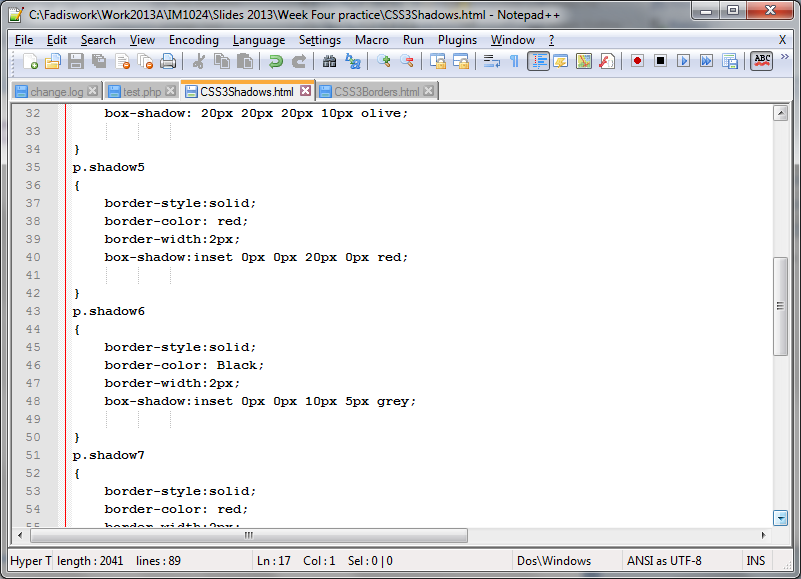 C:\Fadiswork\Work2013A\IM1024\Slides 2013\Week Four practice\CSS3Shadows.html - Notepad++
File Edit Search View Encoding Language Settings Macro Run Plugins Window ? X
ABC
change.log test.php CSS3Shadows.html CSS3Borders.html
32 box-shadow: 20px 20px 20px 10px olive;
33
34 }
35 p.shadow5
36 {
37 border-style:solid;
38 border-color: red;
39 border-width:2px;
40 box-shadow:inset 0px 0px 20px 0px red;
41
42 }
43 p.shadow6
44 {
45 border-style:solid;
46 border-color: Black;
47 border-width:2px;
48 box-shadow:inset 0px 0px 10px 5px grey;
49
50 }
51 p.shadow7
52 {
53 border-style:solid;
54 border-color: red;
55 border-width:2px;
Hyper T length : 2041 lines : 89 Ln : 17 Col : 1 Sel : 0 | 0 Dos\Windows ANSI as UTF-8 INS